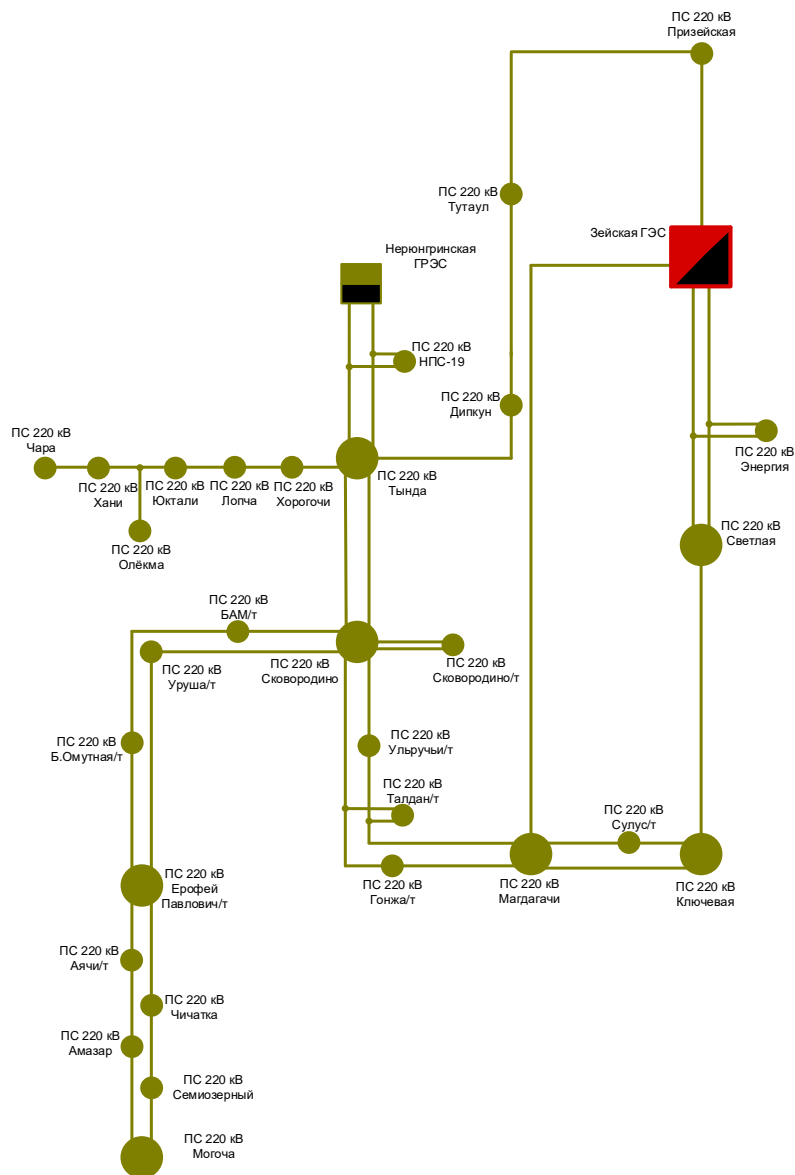 ПС 220 кВ
Призейская
ПС 220 кВ
Тутаул
Зейская ГЭС
Нерюнгринская
ГРЭС
ПС 220 кВ
НПС-19
ПС 220 кВ
Дипкун
ПС 220 кВ
Чара
ПС 220 кВ
Энергия
ПС 220 кВ
Хани
ПС 220 кВ
Юктали
ПС 220 кВ
Лопча
ПС 220 кВ
Хорогочи
ПС 220 кВ
Тында
ПС 220 кВ
Светлая
ПС 220 кВ
Олёкма
ПС 220 кВ
БАМ/т
ПС 220 кВ
Уруша/т
ПС 220 кВ
Сковородино
ПС 220 кВ
Сковородино/т
ПС 220 кВ
Б.Омутная/т
ПС 220 кВ
Ульручьи/т
ПС 220 кВ
Талдан/т
ПС 220 кВ
Сулус/т
ПС 220 кВ
Ерофей
Павлович/т
ПС 220 кВ
Гонжа/т
ПС 220 кВ
Магдагачи
ПС 220 кВ
Ключевая
ПС 220 кВ
Аячи/т
ПС 220 кВ
Чичатка
ПС 220 кВ
Амазар
ПС 220 кВ
Семиозерный
ПС 220 кВ
Могоча